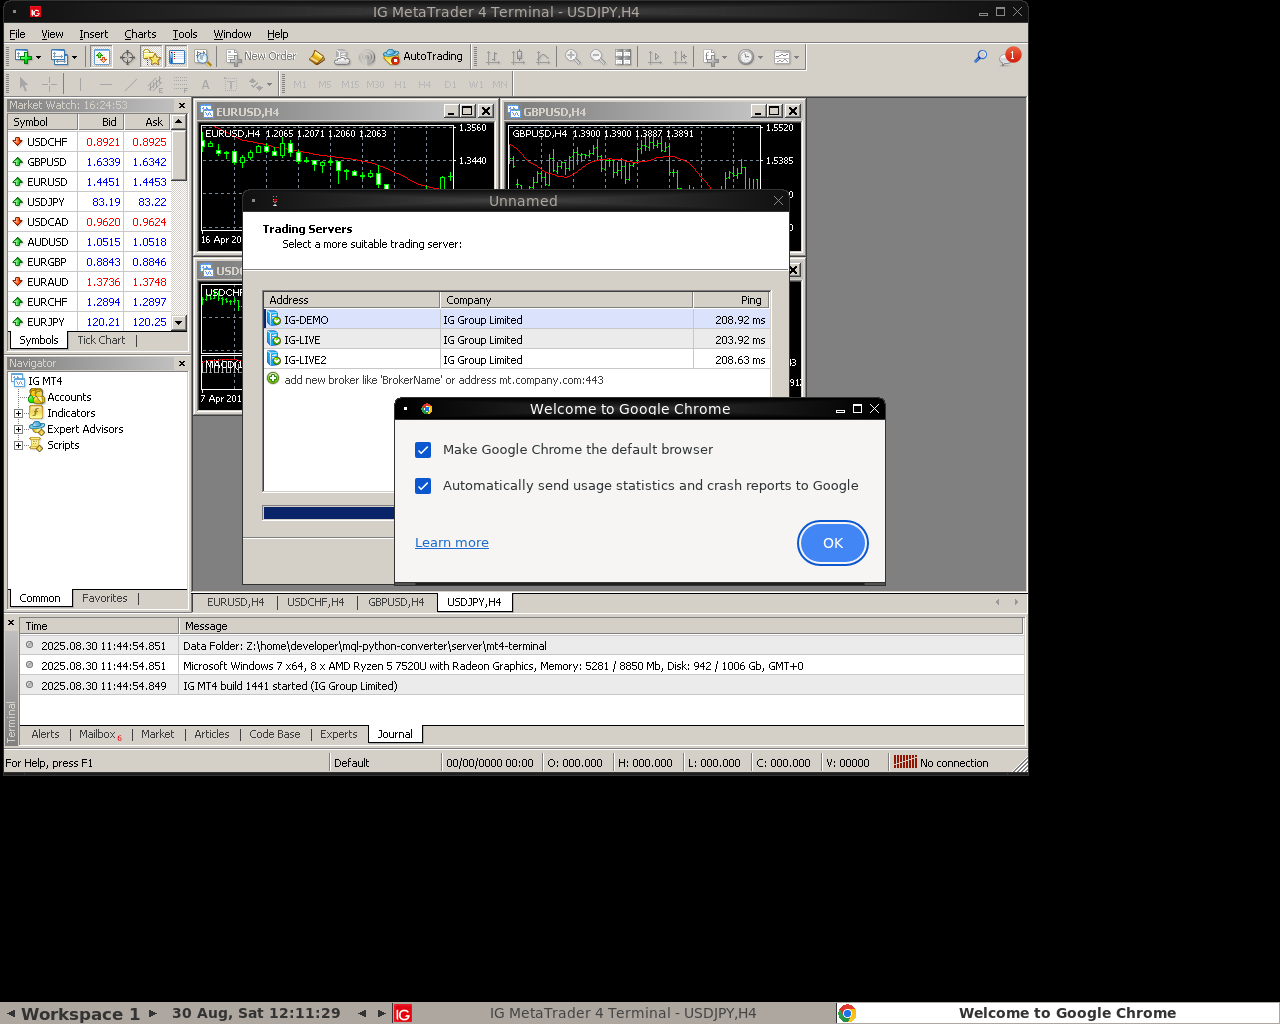 IG MetaTrader 4 Terminal - USDJPY,H4
File View Insert Charts Tools Window Help
New Order AutoTrading 1
A T M1 M5 M15 M30 H1 H4 D1 W1 MN
Market Watch: 16:24:53
Symbol Bid Ask
USDCHF 0.8921 0.8925
GBPUSD 1.6339 1.6342
EURUSD 1.4451 1.4453
USDJPY 83.19 83.22
USDCAD 0.9620 0.9624
AUDUSD 1.0515 1.0518
EURGBP 0.8843 0.8846
EURAUD 1.3736 1.3748
EURCHF 1.2894 1.2897
EURJPY 120.21 120.25
Symbols Tick Chart
Navigator
IG MT4
Accounts
Indicators
Expert Advisors
Scripts
Common Favorites
EURUSD,H4
EURUSD,H4 1.2065 1.2071 1.2060 1.2063
1.3560
1.3440
16 Apr 20
GBPUSD,H4
GBPUSD,H4 1.3900 1.3900 1.3887 1.3891
1.5520
1.5385
USDCHF
7 Apr 201
Unnamed
Trading Servers
Select a more suitable trading server:
Address Company Ping
IG-DEMO IG Group Limited 208.92 ms
IG-LIVE IG Group Limited 203.92 ms
IG-LIVE2 IG Group Limited 208.63 ms
add new broker like 'BrokerName' or address mt.company.com:443
Welcome to Google Chrome
Make Google Chrome the default browser
Automatically send usage statistics and crash reports to Google
Learn more OK
EURUSD,H4 USDCHF,H4 GBPUSD,H4 USDJPY,H4
Terminal
Time Message
2025.08.30 11:44:54.851 Data Folder: Z:\home\developer\mql-python-converter\server\mt4-terminal
2025.08.30 11:44:54.851 Microsoft Windows 7 x64, 8 x AMD Ryzen 5 7520U with Radeon Graphics, Memory: 5281 / 8850 Mb, Disk: 942 / 1006 Gb, GMT+0
2025.08.30 11:44:54.849 IG MT4 build 1441 started (IG Group Limited)
Alerts Mailbox 6 Market Articles Code Base Experts Journal
For Help, press F1 Default 00/00/0000 00:00 O: 000.000 H: 000.000 L: 000.000 C: 000.000 V: 00000 No connection
Workspace 1 30 Aug, Sat 12:11:29 IG IG MetaTrader 4 Terminal - USDJPY,H4 Welcome to Google Chrome